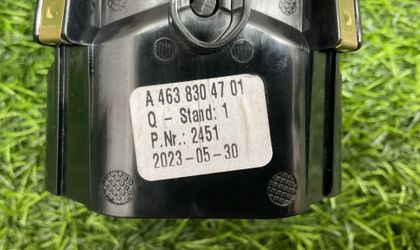 A 463 830 47 01
Q - Stand: 1
P.Nr.: 2451
2023-05-30